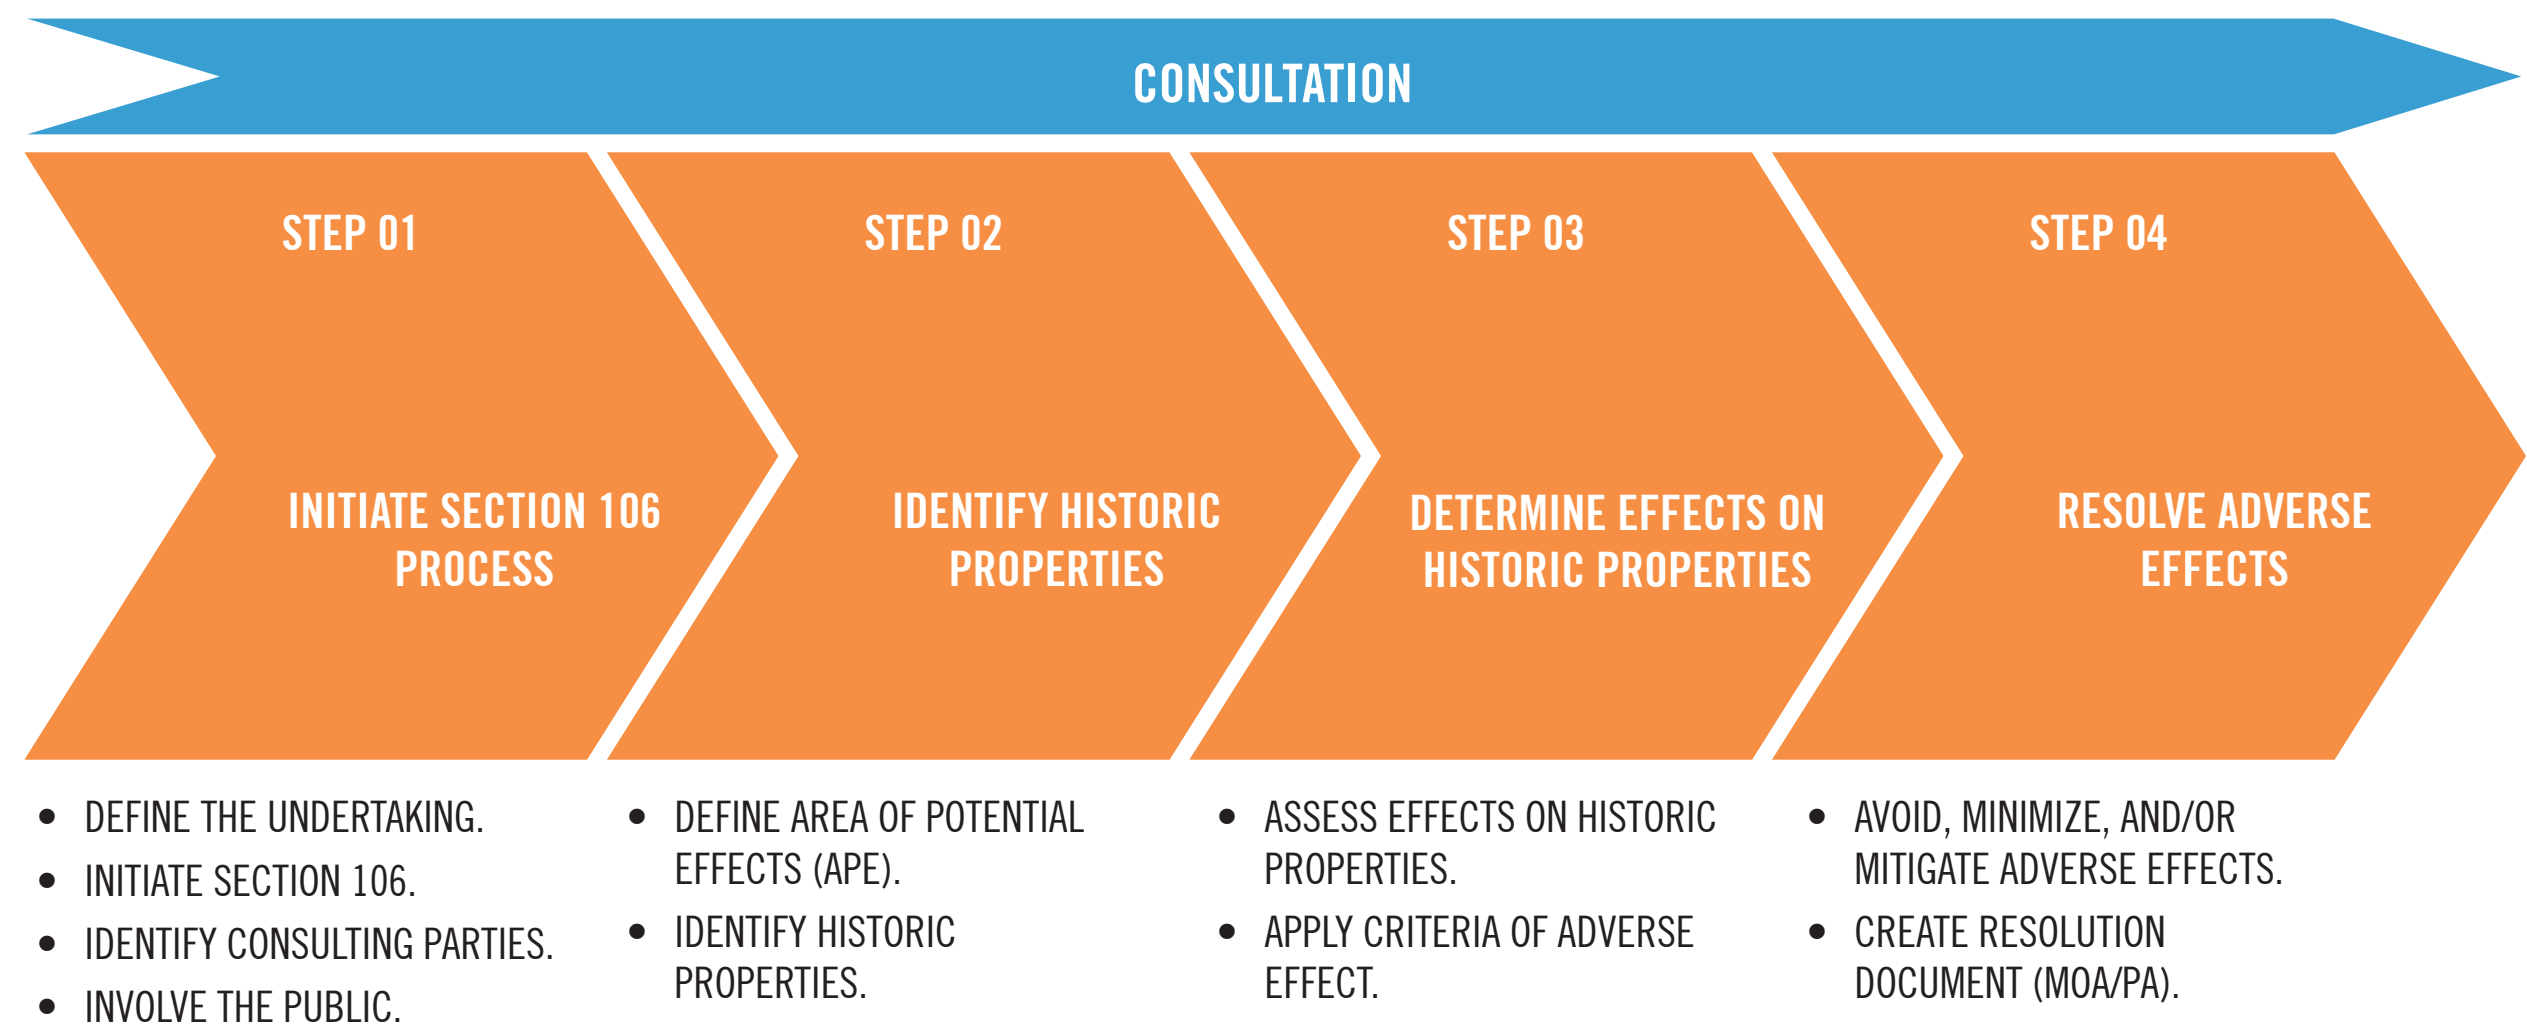 CONSULTATION
STEP 01
INITIATE SECTION 106
PROCESS
• DEFINE THE UNDERTAKING.
• INITIATE SECTION 106.
• IDENTIFY CONSULTING PARTIES.
• INVOLVE THE PUBLIC.
STEP 02
IDENTIFY HISTORIC
PROPERTIES
• DEFINE AREA OF POTENTIAL
EFFECTS (APE).
• IDENTIFY HISTORIC
PROPERTIES.
STEP 03
DETERMINE EFFECTS ON
HISTORIC PROPERTIES
• ASSESS EFFECTS ON HISTORIC
PROPERTIES.
• APPLY CRITERIA OF ADVERSE
EFFECT.
STEP 04
RESOLVE ADVERSE
EFFECTS
• AVOID, MINIMIZE, AND/OR
MITIGATE ADVERSE EFFECTS.
• CREATE RESOLUTION
DOCUMENT (MOA/PA).